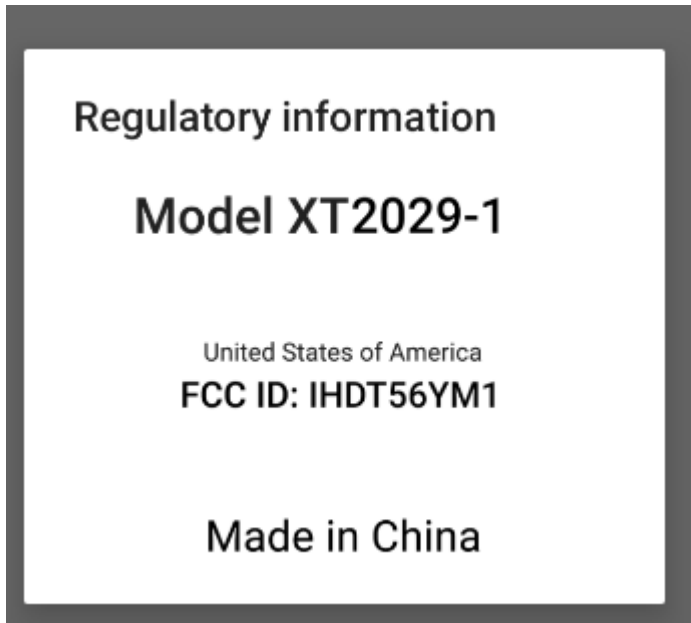 Regulatory information
Model XT2029-1
United States of America
FCC ID: IHDT56YM1
Made in China